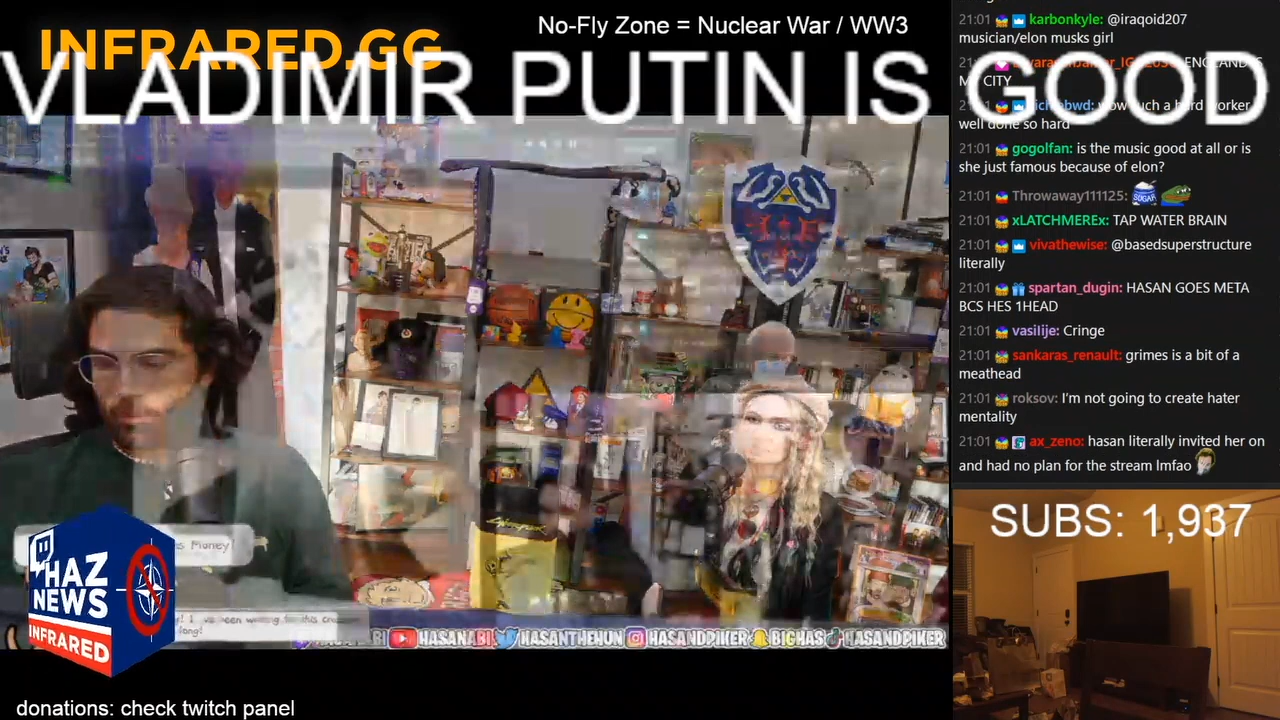 No-Fly Zone = Nuclear War / WW3
INFRARED.GG
VLADIMIR PUTIN IS GOOD
21:01 karbonkyle: @iraqoid207
musician/elon musks girl
CITY
well done so hard
21:01 gogolfan: is the music good at all or is
she just famous because of elon?
21:01 Throwaway111125:
SUGAR
21:01 xLATCHMEREx: TAP WATER BRAIN
21:01 vivathewise: @basedsuperstructure
literally
21:01 spartan_dugin: HASAN GOES META
BCS HES 1HEAD
21:01 vasilije: Cringe
21:01 sankaras_renault: grimes is a bit of a
meathead
21:01 roksov: I'm not going to create hater
mentality
21:01 ax_zeno: hasan literally invited her on
and had no plan for the stream lmfao
SUBS: 1,937
Money
HAZ
NEWS
INFRARED
HASANABI HASANTHEHUN HASANDPIKER BIGHAS HASANDPIKER
donations: check twitch panel